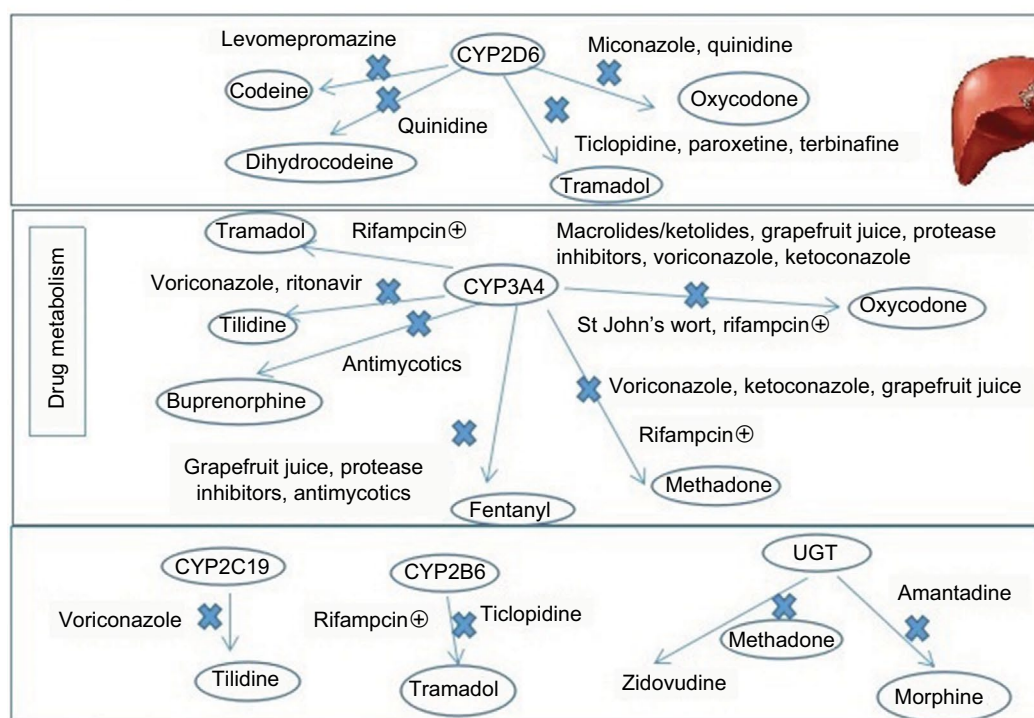 Levomepromazine
CYP2D6
Miconazole, quinidine
Codeine
Oxycodone
Quinidine
Dihydrocodeine
Ticlopidine, paroxetine, terbinafine
Tramadol
Drug metabolism
Tramadol
Rifampcin⊕
Macrolides/ketolides, grapefruit juice, protease
inhibitors, voriconazole, ketoconazole
Voriconazole, ritonavir
CYP3A4
Oxycodone
Tilidine
St John’s wort, rifampcin⊕
Antimycotics
Buprenorphine
Voriconazole, ketoconazole, grapefruit juice
Rifampcin⊕
Grapefruit juice, protease
inhibitors, antimycotics
Methadone
Fentanyl
CYP2C19
CYP2B6
UGT
Voriconazole
Rifampcin⊕
Ticlopidine
Amantadine
Methadone
Tilidine
Tramadol
Zidovudine
Morphine